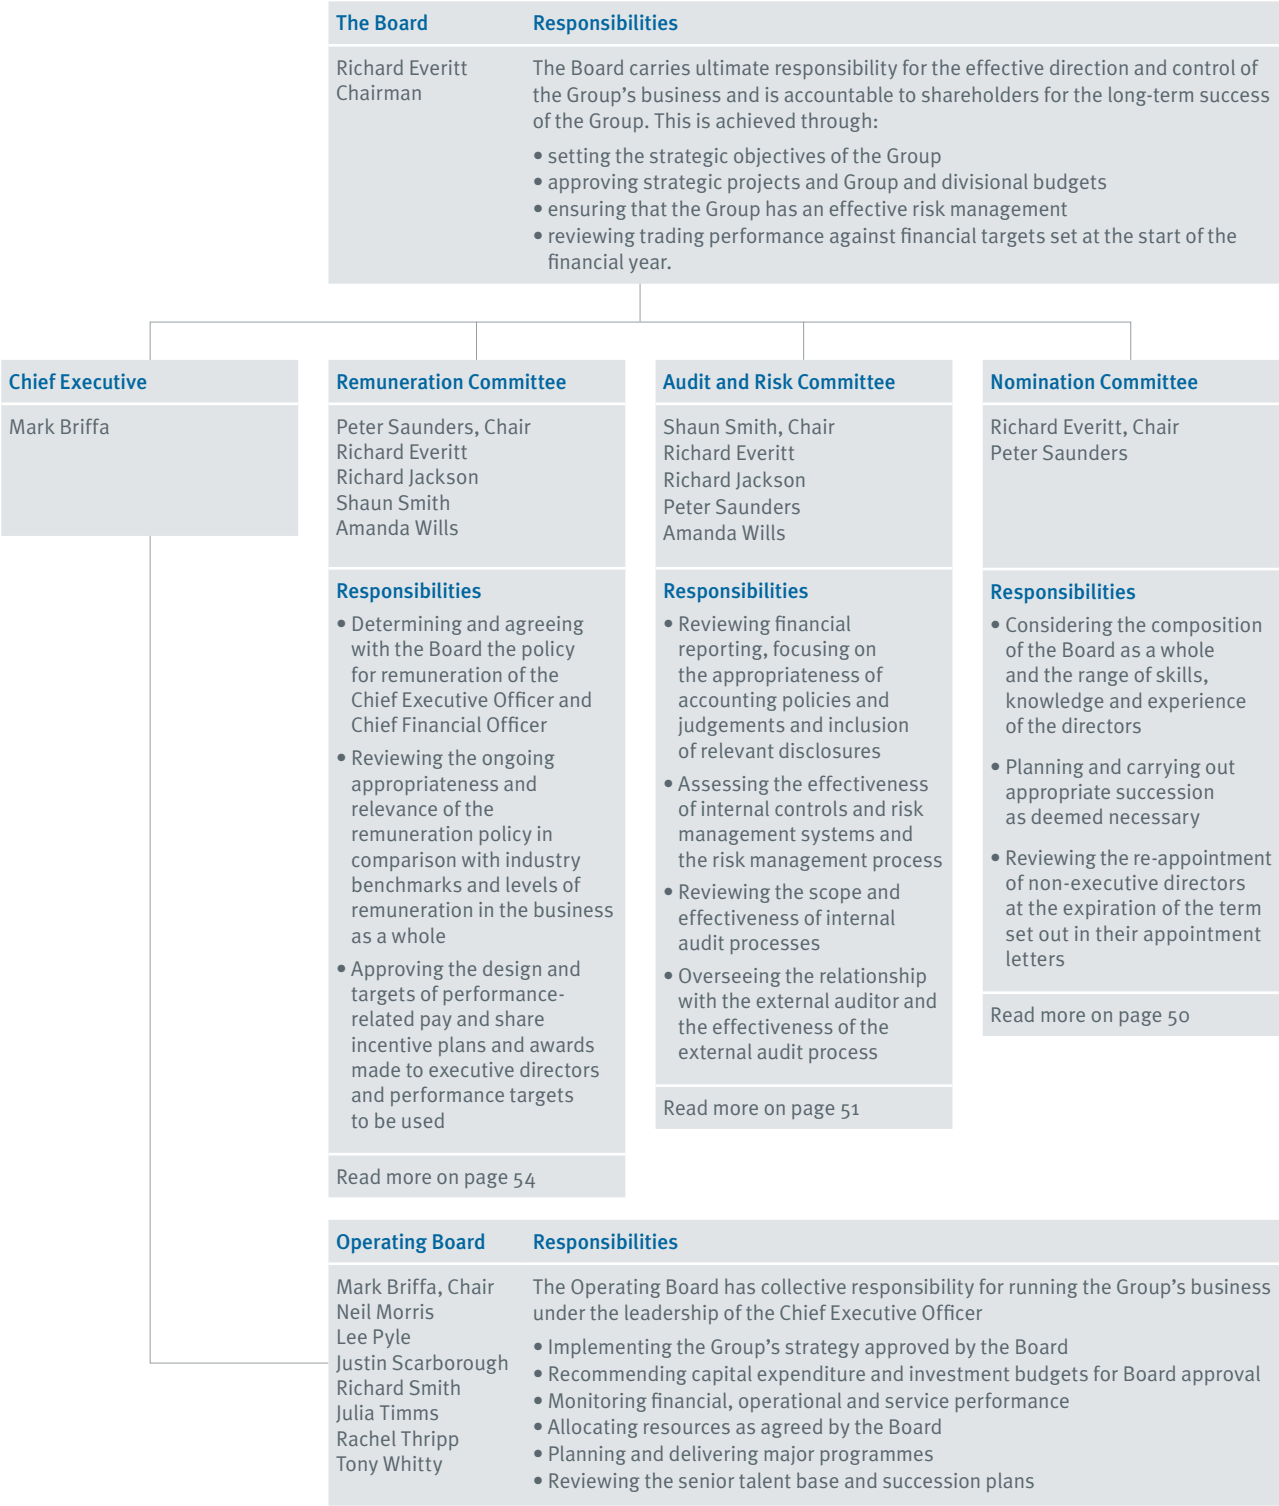 The Board
Responsibilities
Richard Everitt
Chairman
The Board carries ultimate responsibility for the effective direction and control of
the Group’s business and is accountable to shareholders for the long-term success
of the Group. This is achieved through:
• setting the strategic objectives of the Group
• approving strategic projects and Group and divisional budgets
• ensuring that the Group has an effective risk management
• reviewing trading performance against financial targets set at the start of the
financial year.
Chief Executive
Mark Briffa
Remuneration Committee
Peter Saunders, Chair
Richard Everitt
Richard Jackson
Shaun Smith
Amanda Wills
Responsibilities
• Determining and agreeing
with the Board the policy
for remuneration of the
Chief Executive Officer and
Chief Financial Officer
• Reviewing the ongoing
appropriateness and
relevance of the
remuneration policy in
comparison with industry
benchmarks and levels of
remuneration in the business
as a whole
• Approving the design and
targets of performance-
related pay and share
incentive plans and awards
made to executive directors
and performance targets
to be used
Read more on page 54
Audit and Risk Committee
Shaun Smith, Chair
Richard Everitt
Richard Jackson
Peter Saunders
Amanda Wills
Responsibilities
• Reviewing financial
reporting, focusing on
the appropriateness of
accounting policies and
judgements and inclusion
of relevant disclosures
• Assessing the effectiveness
of internal controls and risk
management systems and
the risk management process
• Reviewing the scope and
effectiveness of internal
audit processes
• Overseeing the relationship
with the external auditor and
the effectiveness of the
external audit process
Read more on page 51
Nomination Committee
Richard Everitt, Chair
Peter Saunders
Responsibilities
• Considering the composition
of the Board as a whole
and the range of skills,
knowledge and experience
of the directors
• Planning and carrying out
appropriate succession
as deemed necessary
• Reviewing the re-appointment
of non-executive directors
at the expiration of the term
set out in their appointment
letters
Read more on page 50
Operating Board
Responsibilities
Mark Briffa, Chair
Neil Morris
Lee Pyle
Justin Scarborough
Richard Smith
Julia Timms
Rachel Thripp
Tony Whitty
The Operating Board has collective responsibility for running the Group’s business
under the leadership of the Chief Executive Officer
• Implementing the Group’s strategy approved by the Board
• Recommending capital expenditure and investment budgets for Board approval
• Monitoring financial, operational and service performance
• Allocating resources as agreed by the Board
• Planning and delivering major programmes
• Reviewing the senior talent base and succession plans